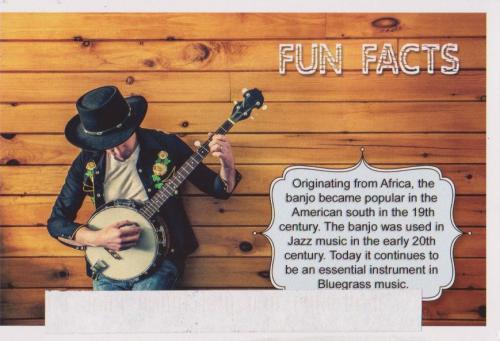 FUN FACTS
Originating from Africa, the
banjo became popular in the
American south in the 19th
century. The banjo was used in
Jazz music in the early 20th
century. Today it continues to
be an essential instrument in
Bluegrass music.